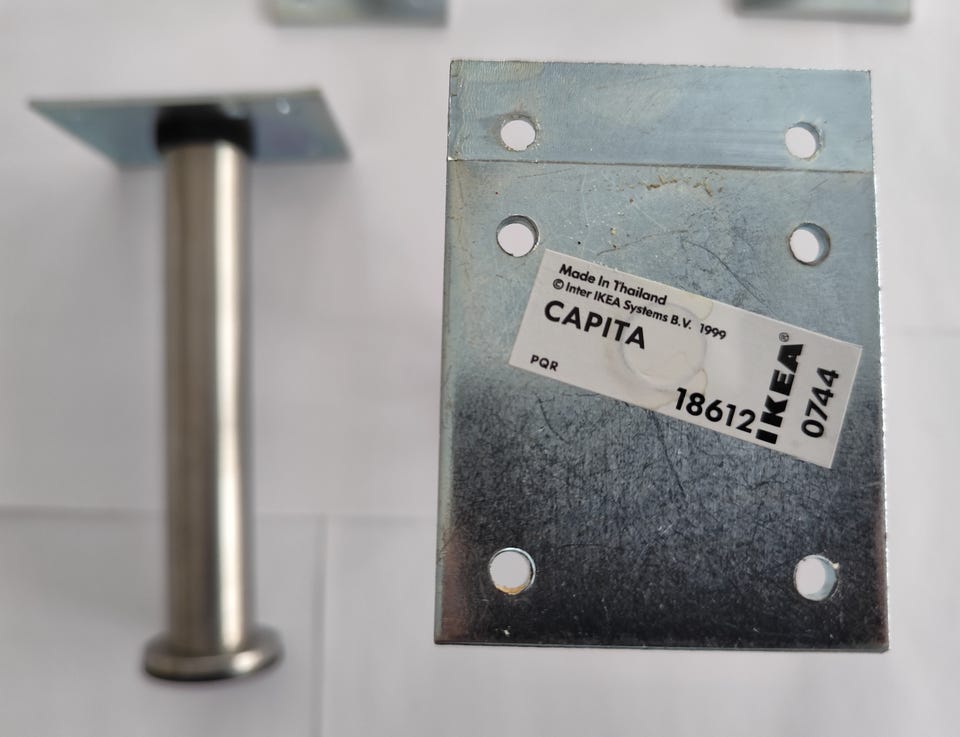 Made In Thailand
© Inter IKEA Systems B.V. 1999
CAPITA
PQR
18612
IKEA®
0744